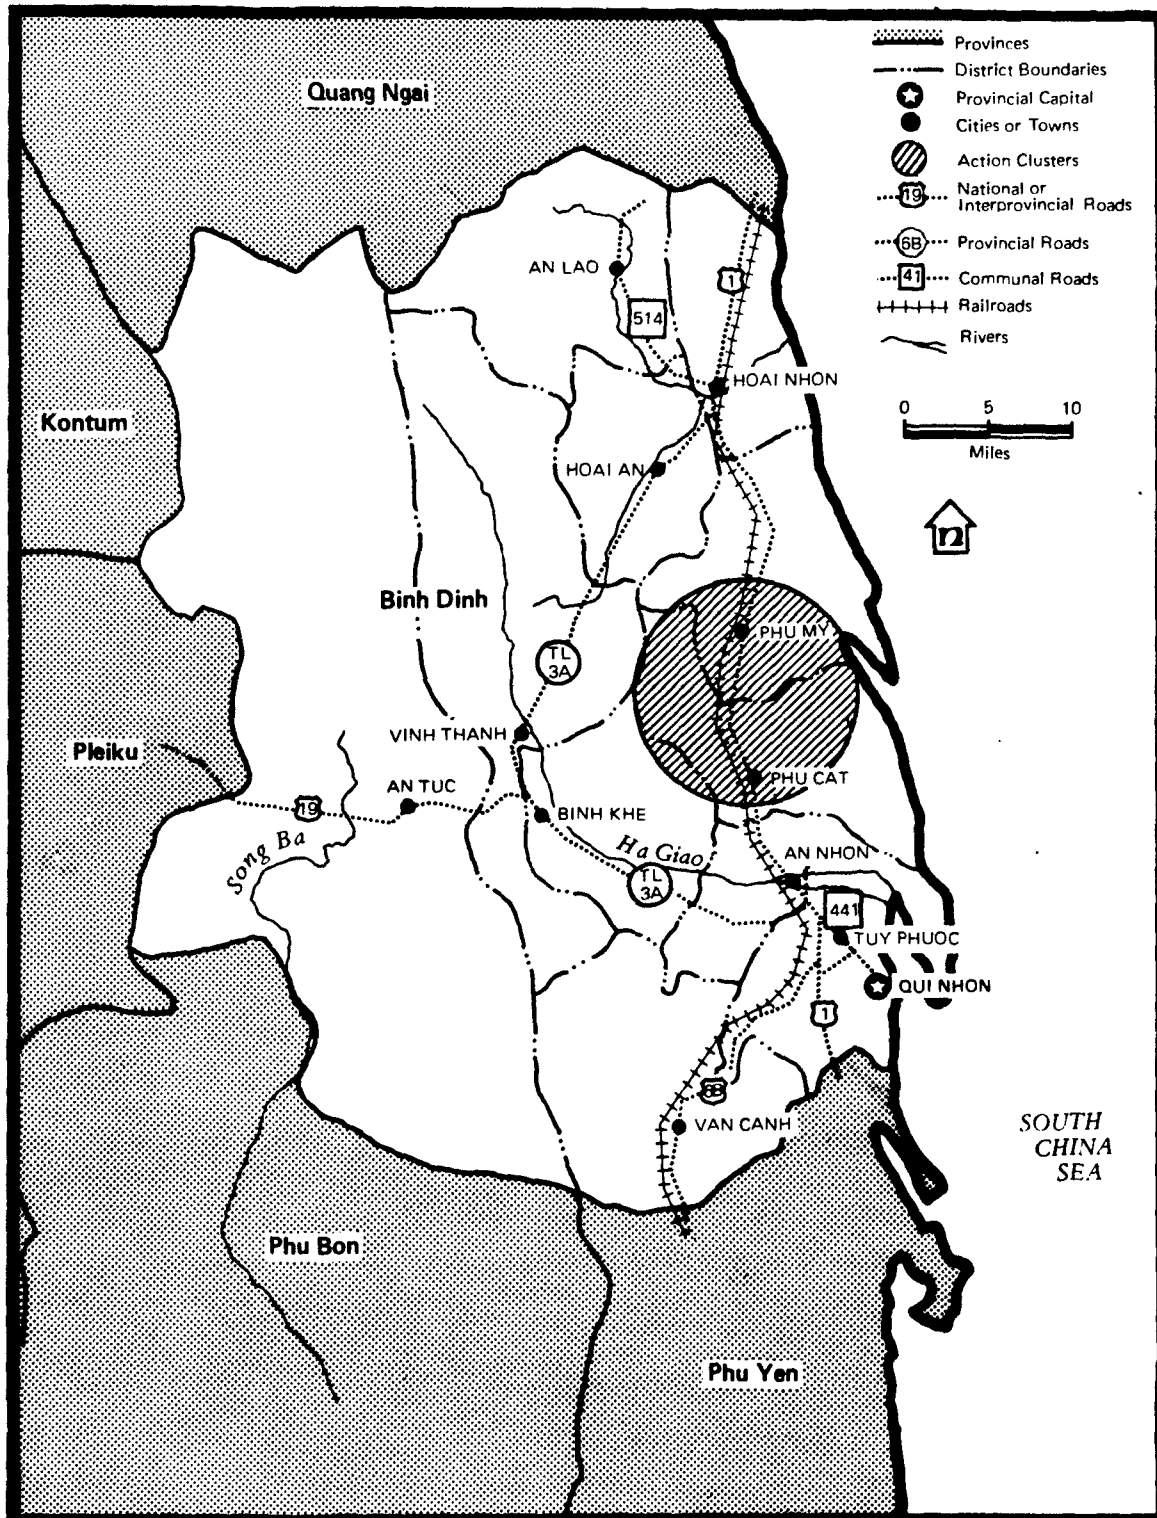 Provinces
District Boundaries
Provincial Capital
Cities or Towns
Action Clusters
19
National or
Interprovincial Roads
6B
Provincial Roads
41
Communal Roads
Railroads
Rivers
0 5 10
Miles
n
Quang Ngai
AN LAO
1
514
HOAI NHON
Kontum
HOAI AN
Binh Dinh
PHU MY
TL
3A
VINH THANH
Pleiku
AN TUC
PHU CAT
19
BINH KHE
Song Ba
Ha Giao
AN NHON
TL
3A
441
TUY PHUOC
QUI NHON
1
6B
VAN CANH
SOUTH
CHINA
SEA
Phu Bon
Phu Yen